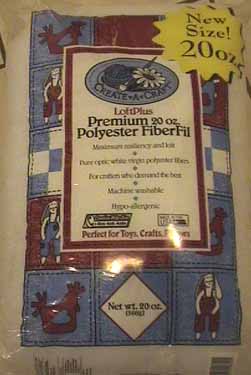 New
Size!
20oz.
CREATE·A·CRAFT
LoftPlus
Premium 20 oz.
Polyester FiberFil
Maximum resiliency and loft
Pure optic white virgin polyester fibers
For crafters who demand the best
Machine washable
Hypo-allergenic
Perfect for Toys, Crafts, Pillows
Net wt. 20 oz.
(566g)